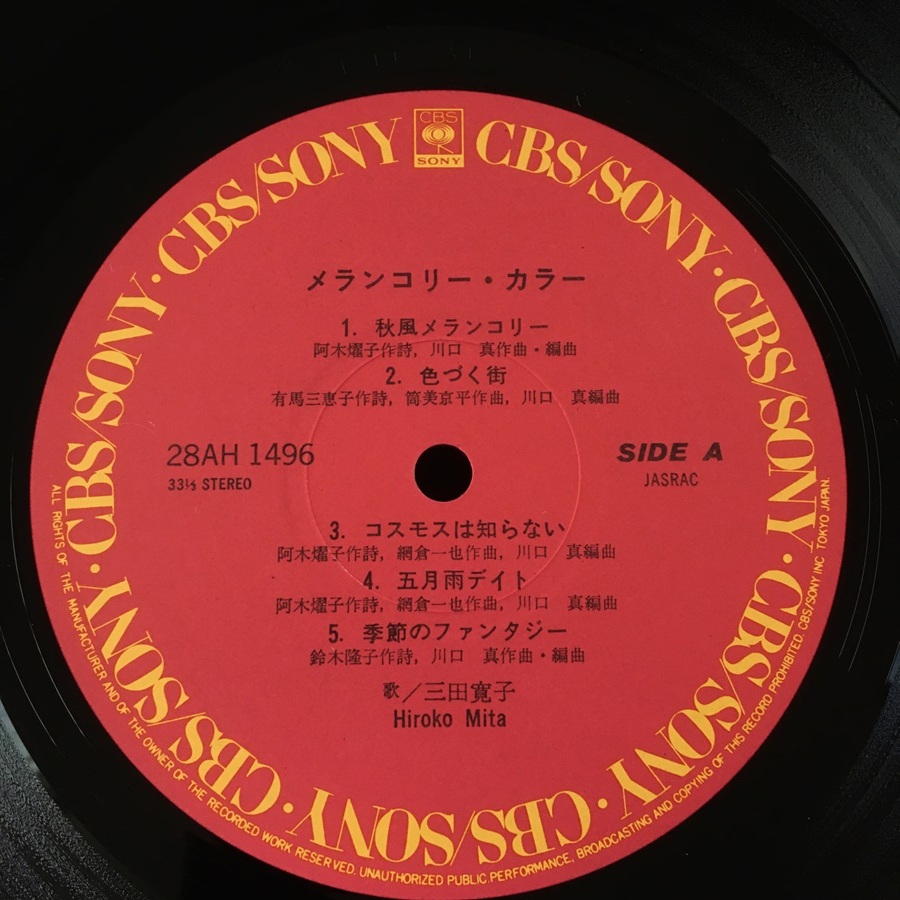 CBS/SONY · CBS/SONY · CBS/SONY · CBS/SONY · CBS/SONY · CBS/SONY · CBS/SONY · CBS/SONY · CBS/SONY
CBS
SONY
メランコリー・カラー
1. 秋風メランコリー
阿木燿子作詩, 川口 真作曲・編曲
2. 色づく街
有馬三恵子作詩, 筒美京平作曲, 川口 真編曲
28AH 1496
33⅓ STEREO
SIDE A
JASRAC
3. コスモスは知らない
阿木燿子作詩, 網倉一也作曲, 川口 真編曲
4. 五月雨デイト
阿木燿子作詩, 網倉一也作曲, 川口 真編曲
5. 季節のファンタジー
鈴木隆子作詩, 川口 真作曲・編曲
歌／三田寛子
Hiroko Mita
ALL RIGHTS OF THE MANUFACTURER AND OF THE OWNER OF THE RECORDED WORK RESERVED. UNAUTHORIZED PUBLIC PERFORMANCE, BROADCASTING AND COPYING OF THIS RECORD PROHIBITED. CBS/SONY INC TOKYO JAPAN.